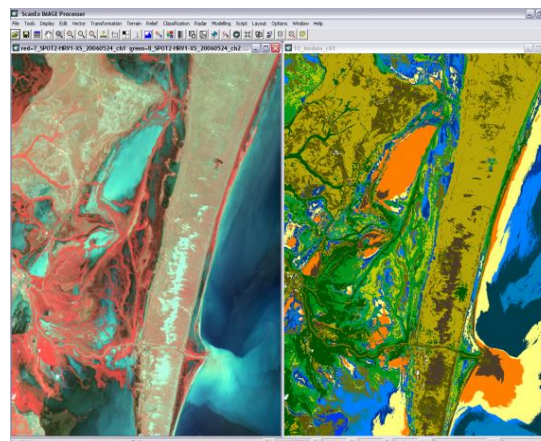 ScanEx IMAGE Processor
File Tools Display Edit Vector Transformation Terrain Relief Classification Radar Modelling Script Layout Options Window Help
red=7_SPOT2-HRV1-XS_20060524_ch1 green=8_SPOT2-HRV1-XS_20060524_ch2